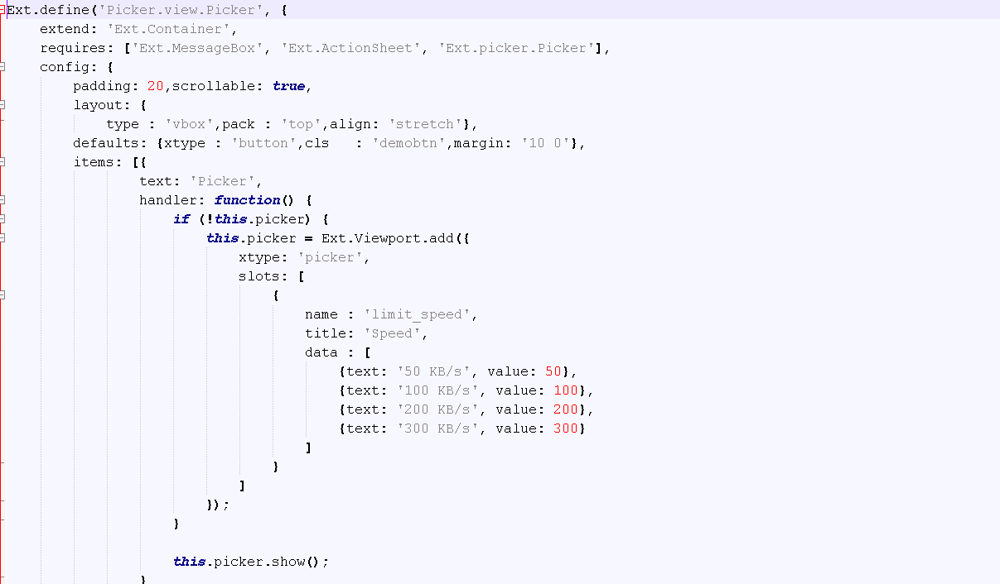 Ext.define('Picker.view.Picker', {
    extend: 'Ext.Container',
    requires: ['Ext.MessageBox', 'Ext.ActionSheet', 'Ext.picker.Picker'],
    config: {
        padding: 20,scrollable: true,
        layout: {
            type : 'vbox',pack : 'top',align: 'stretch'},
        defaults: {xtype : 'button',cls   : 'demobtn',margin: '10 0'},
        items: [{
                text: 'Picker',
                handler: function() {
                    if (!this.picker) {
                        this.picker = Ext.Viewport.add({
                            xtype: 'picker',
                            slots: [
                                {
                                    name : 'limit_speed',
                                    title: 'Speed',
                                    data : [
                                        {text: '50 KB/s', value: 50},
                                        {text: '100 KB/s', value: 100},
                                        {text: '200 KB/s', value: 200},
                                        {text: '300 KB/s', value: 300}
                                    ]
                                }
                            ]
                        });
                    }

                    this.picker.show();
                }